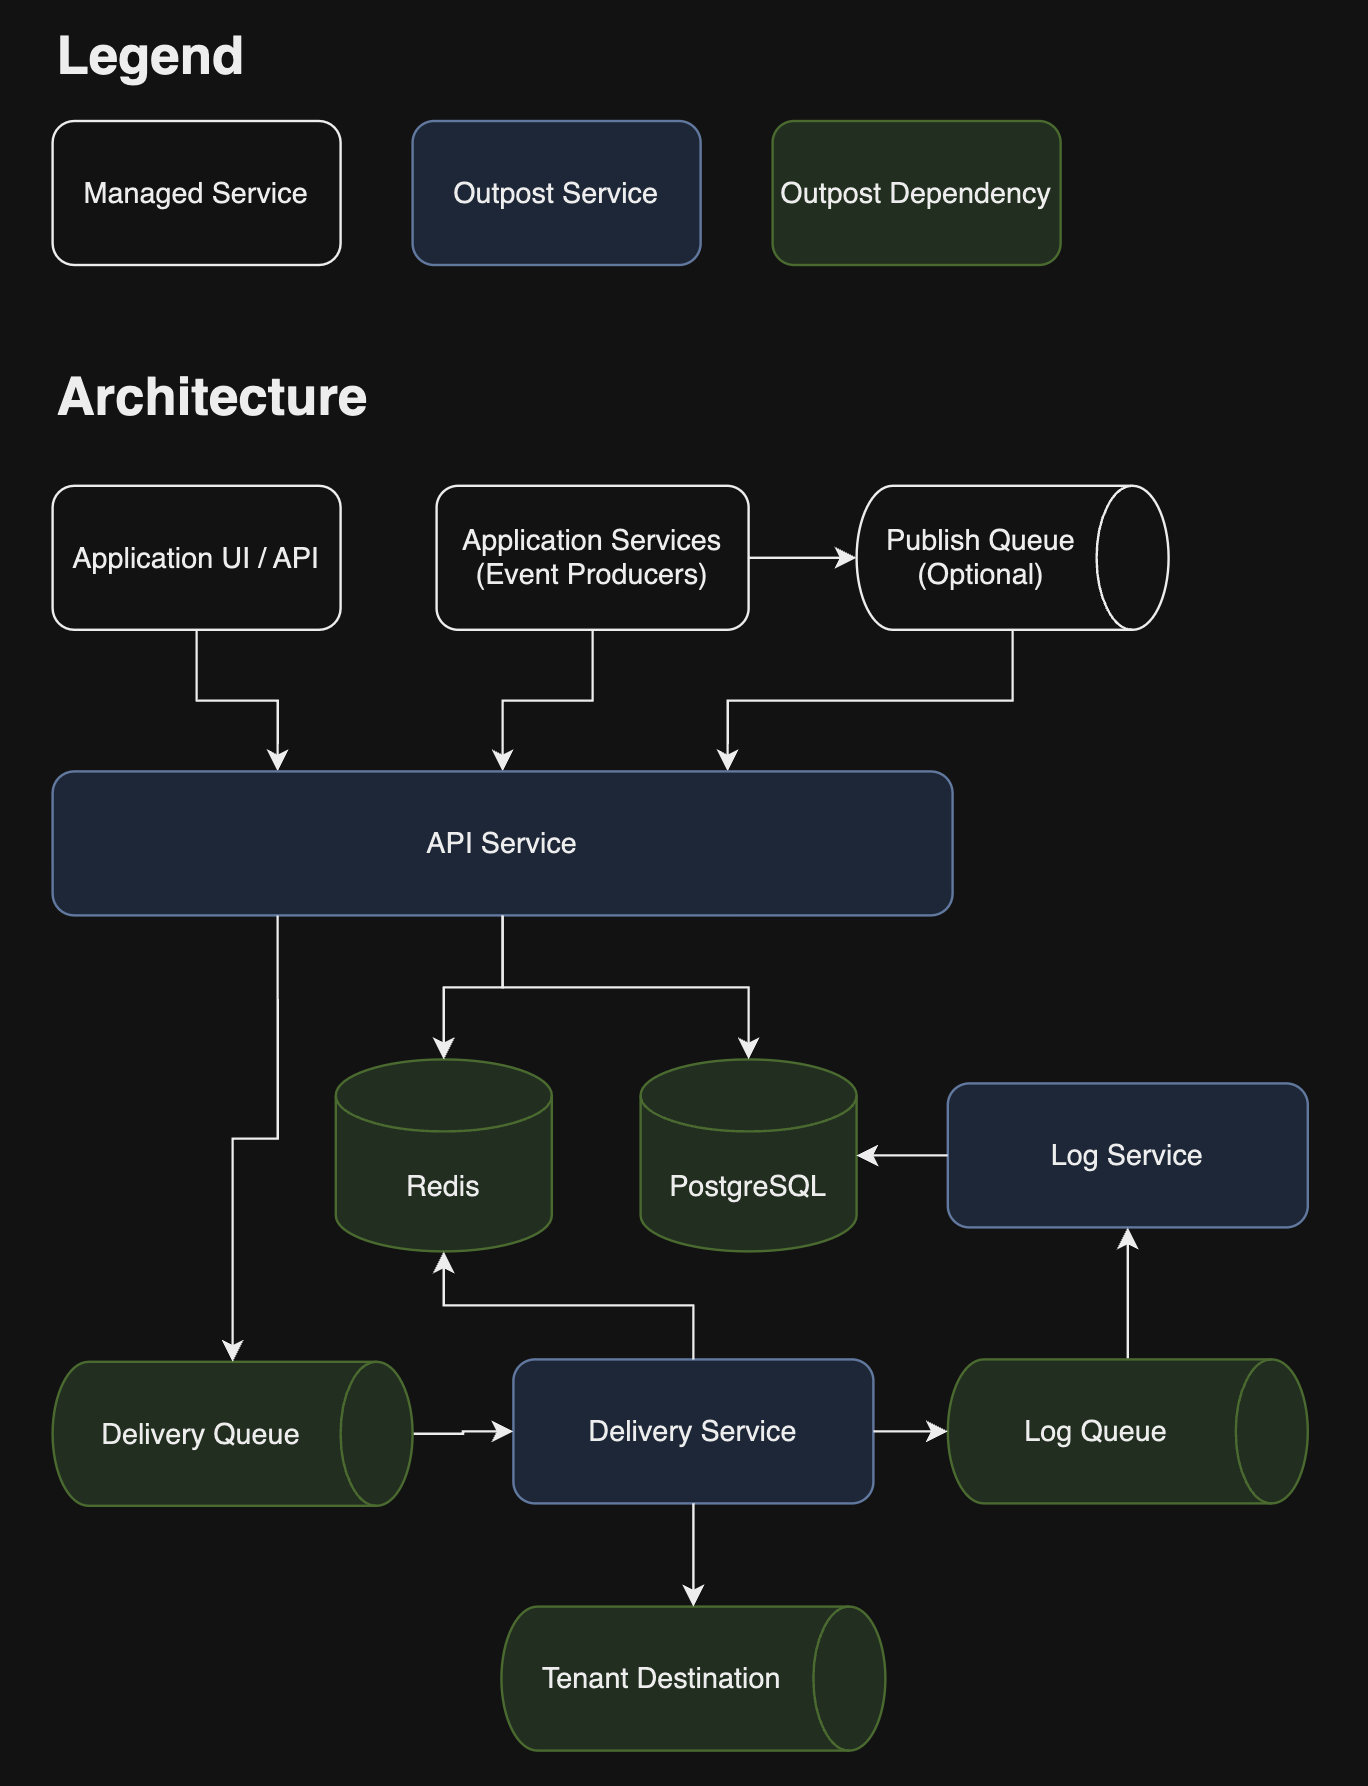 Legend
Managed Service
Outpost Service
Outpost Dependency
Architecture
Application UI / API
Application Services
(Event Producers)
Publish Queue
(Optional)
API Service
Redis
PostgreSQL
Log Service
Delivery Queue
Delivery Service
Log Queue
Tenant Destination